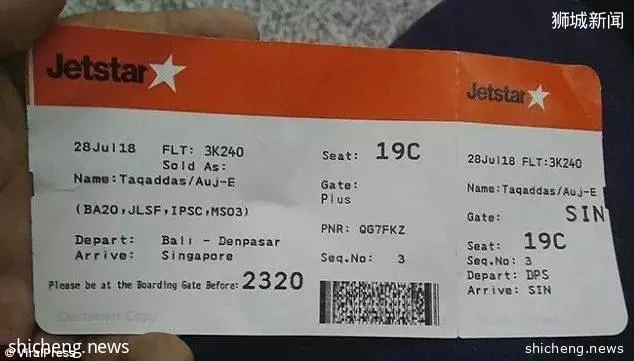 狮城新闻
Jetstar
28Jul18 FLT: 3K240
Sold As:
Name:Taqaddas/Auj-E
(BA20,JLSF,IPSC,MS03)
Depart: Bali - Denpasar
Arrive: Singapore
Please be at the Boarding Gate Before: 2320
Customer Copy
Seat: 19C
Gate:
Plus
PNR: QG7FKZ
Seq.No: 3
Jetstar
28Jul18 FLT:3K240
Name:Taqaddas/Auj-E
Gate: SIN
Seat: 19C
Seq.No: 3
Depart: DPS
Arrive: SIN
shicheng.news
© ViralPress
shicheng.news